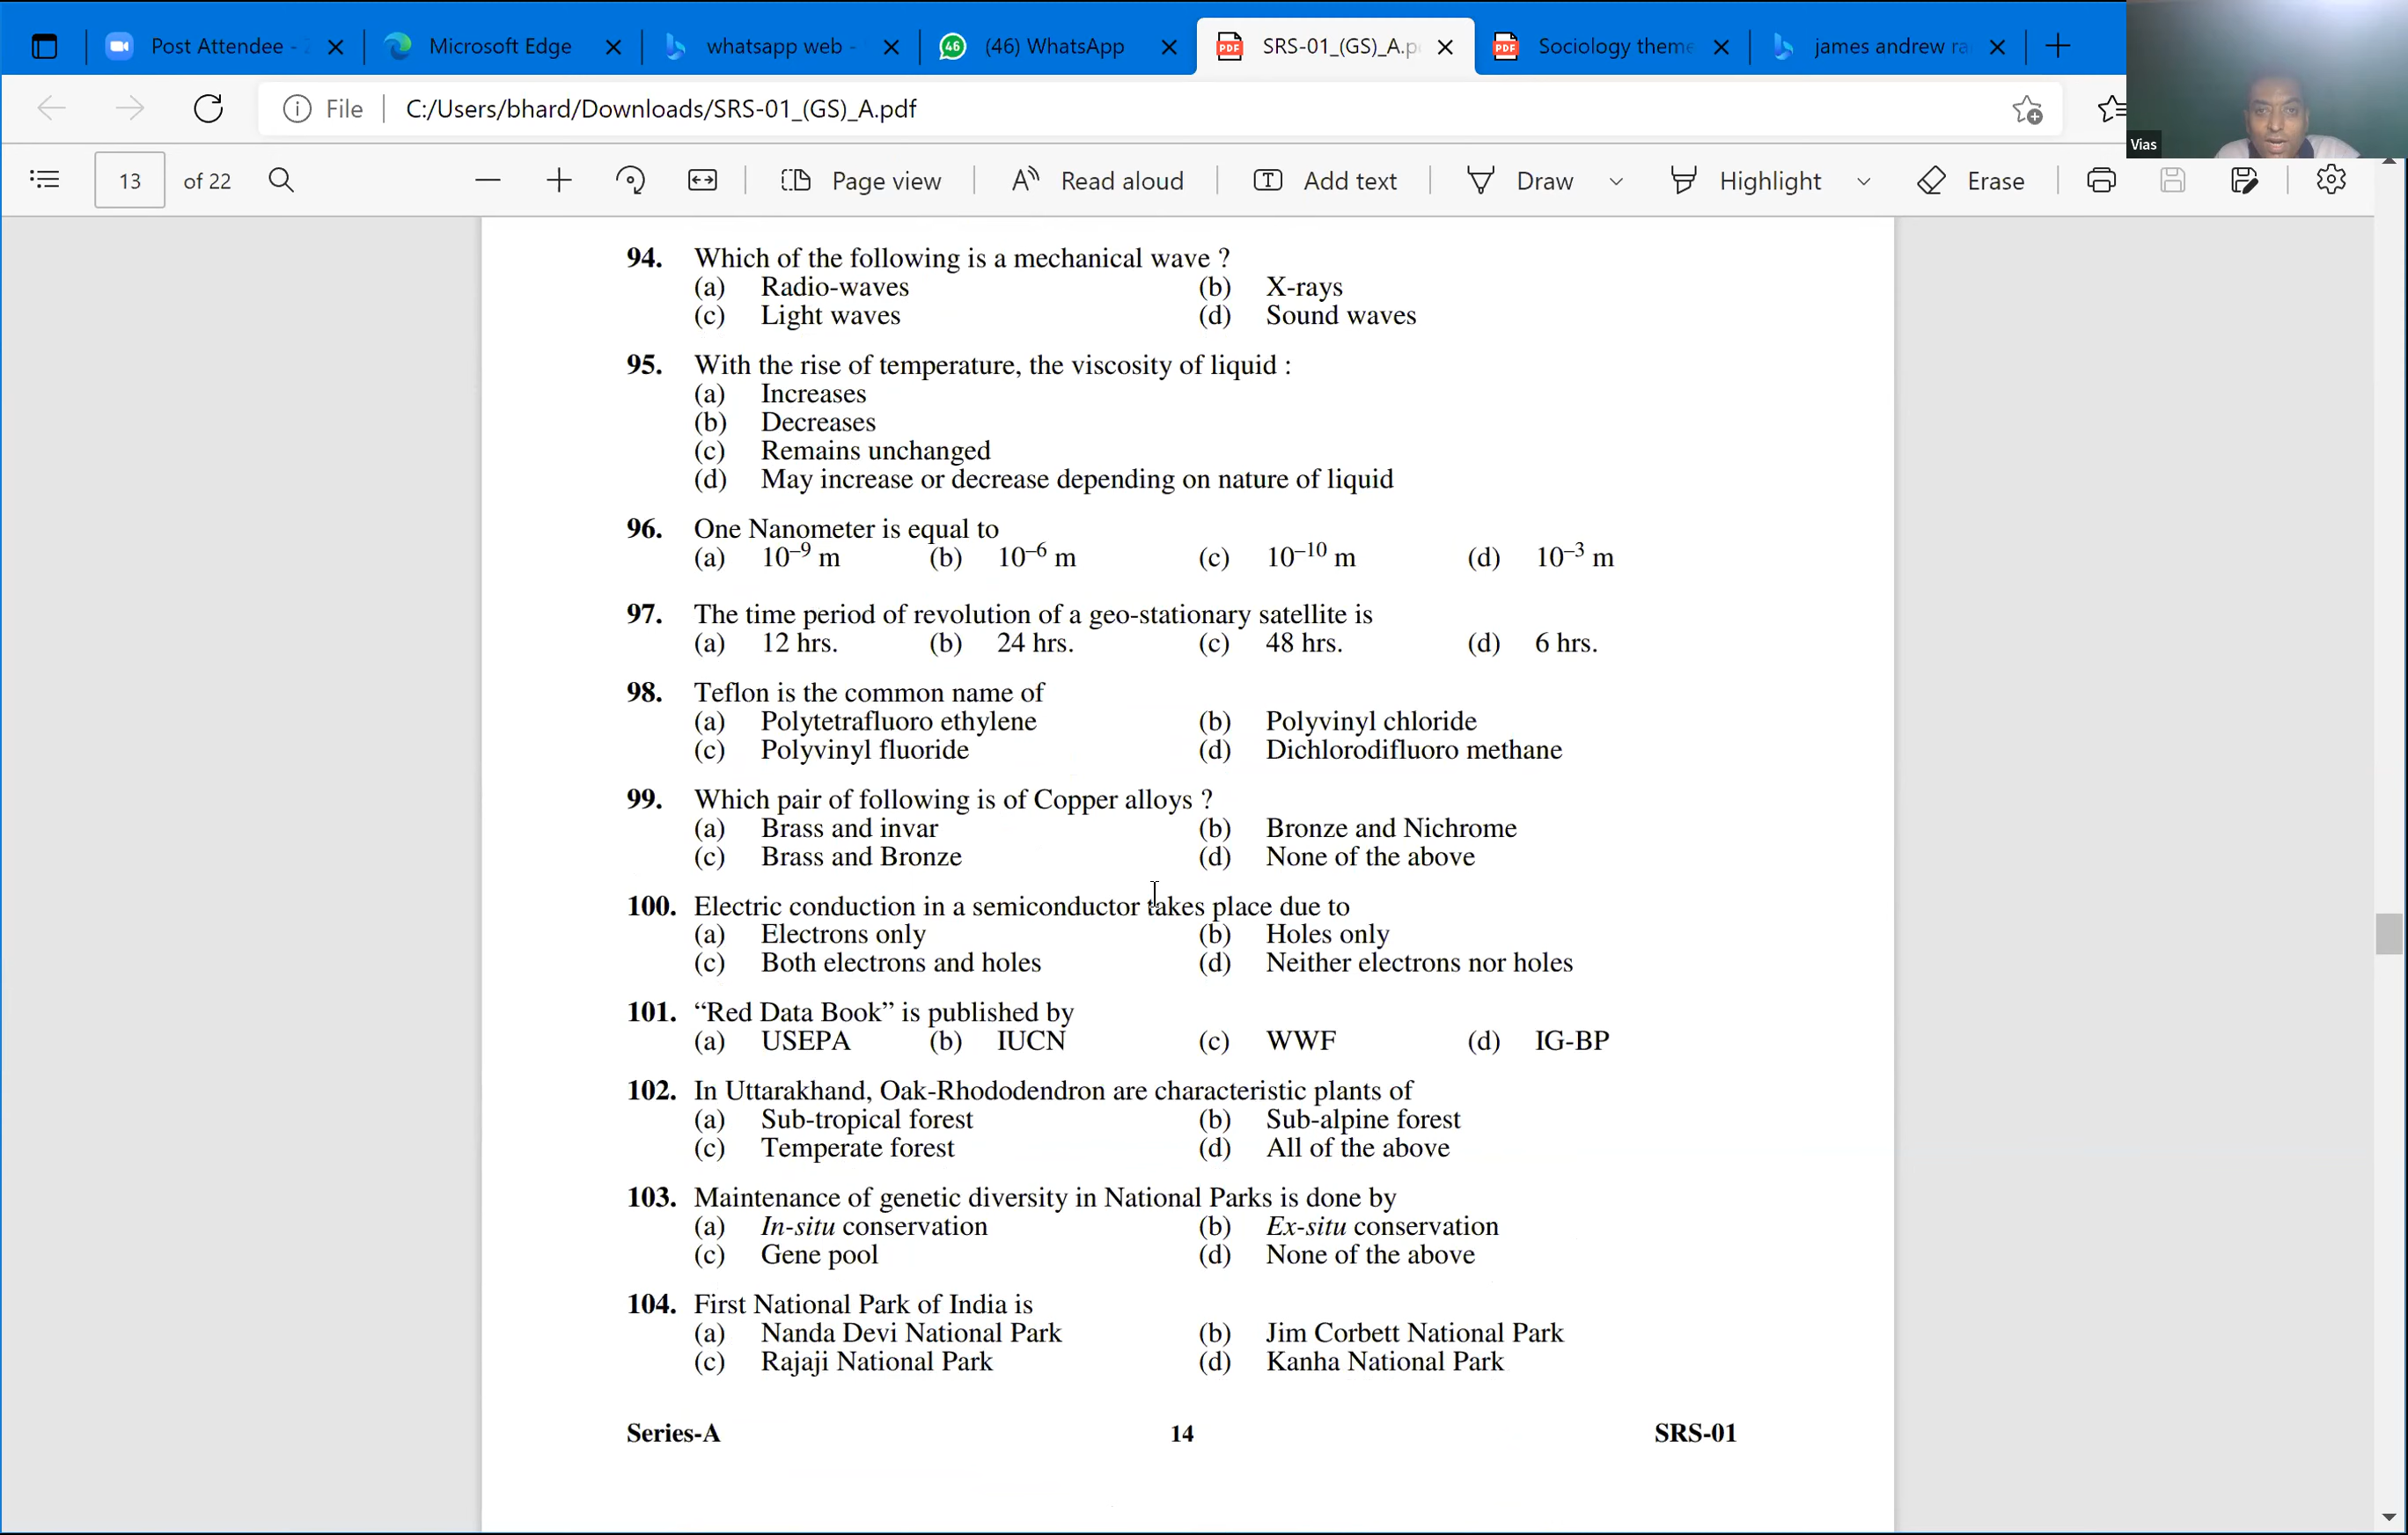 Post Attendee -
Microsoft Edge
whatsapp web -
46
(46) WhatsApp
PDF
SRS-01_(GS)_A.p
PDF
Sociology theme
james andrew ra
Vias
File
C:/Users/bhard/Downloads/SRS-01_(GS)_A.pdf
13 of 22
Page view
Read aloud
Add text
Draw
Highlight
Erase
94. Which of the following is a mechanical wave ?
(a) Radio-waves (b) X-rays
(c) Light waves (d) Sound waves
95. With the rise of temperature, the viscosity of liquid :
(a) Increases
(b) Decreases
(c) Remains unchanged
(d) May increase or decrease depending on nature of liquid
96. One Nanometer is equal to
(a) 10⁻⁹ m (b) 10⁻⁶ m (c) 10⁻¹⁰ m (d) 10⁻³ m
97. The time period of revolution of a geo-stationary satellite is
(a) 12 hrs. (b) 24 hrs. (c) 48 hrs. (d) 6 hrs.
98. Teflon is the common name of
(a) Polytetrafluoro ethylene (b) Polyvinyl chloride
(c) Polyvinyl fluoride (d) Dichlorodifluoro methane
99. Which pair of following is of Copper alloys ?
(a) Brass and invar (b) Bronze and Nichrome
(c) Brass and Bronze (d) None of the above
100. Electric conduction in a semiconductor takes place due to
(a) Electrons only (b) Holes only
(c) Both electrons and holes (d) Neither electrons nor holes
101. “Red Data Book” is published by
(a) USEPA (b) IUCN (c) WWF (d) IG-BP
102. In Uttarakhand, Oak-Rhododendron are characteristic plants of
(a) Sub-tropical forest (b) Sub-alpine forest
(c) Temperate forest (d) All of the above
103. Maintenance of genetic diversity in National Parks is done by
(a) In-situ conservation (b) Ex-situ conservation
(c) Gene pool (d) None of the above
104. First National Park of India is
(a) Nanda Devi National Park (b) Jim Corbett National Park
(c) Rajaji National Park (d) Kanha National Park
Series-A 14 SRS-01